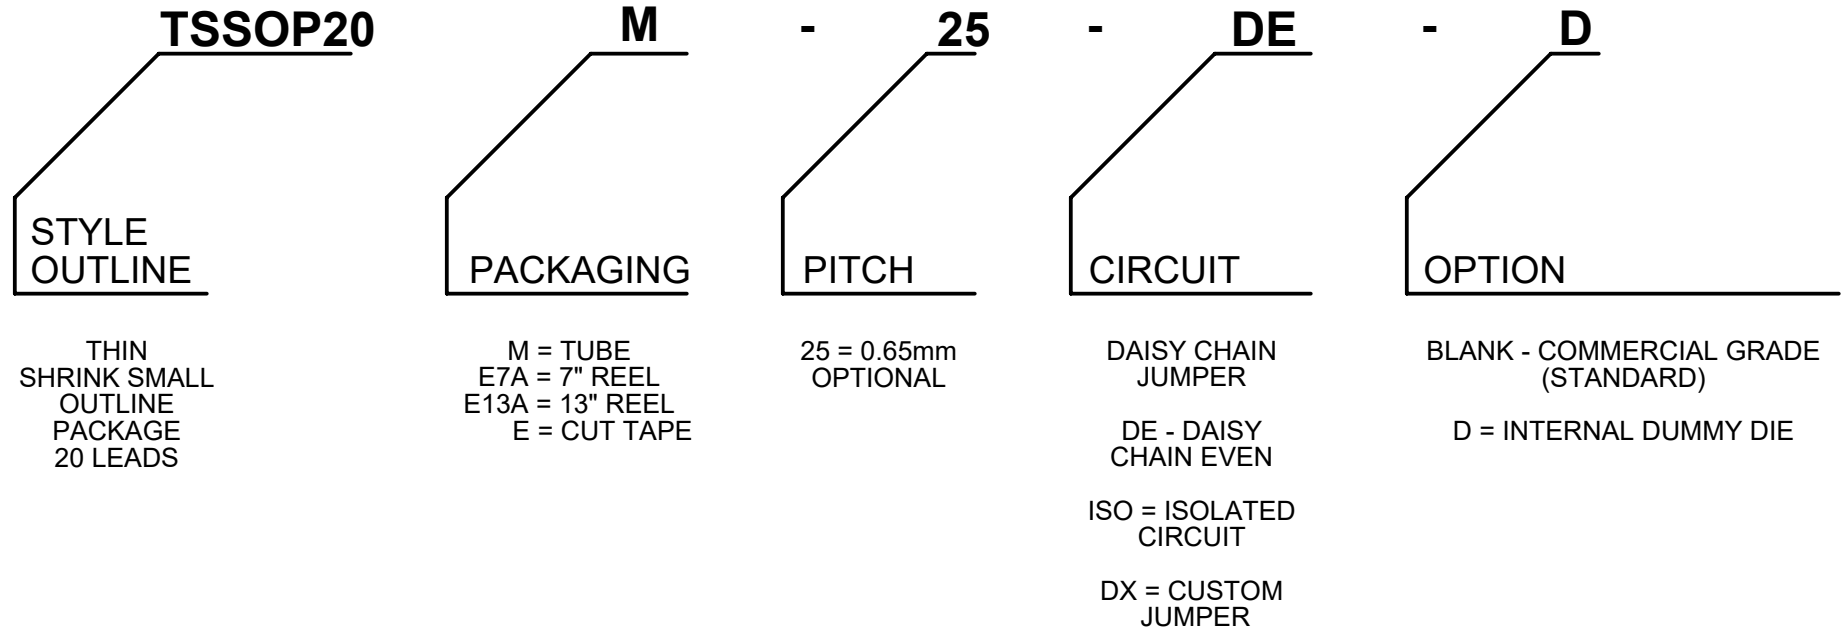 TSSOP20 M - 25 - DE - D
STYLE
OUTLINE
PACKAGING
PITCH
CIRCUIT
OPTION
THIN
SHRINK SMALL
OUTLINE
PACKAGE
20 LEADS
M = TUBE
E7A = 7" REEL
E13A = 13" REEL
E = CUT TAPE
25 = 0.65mm
OPTIONAL
DAISY CHAIN
JUMPER
DE - DAISY
CHAIN EVEN
ISO = ISOLATED
CIRCUIT
DX = CUSTOM
JUMPER
BLANK - COMMERCIAL GRADE
(STANDARD)
D = INTERNAL DUMMY DIE